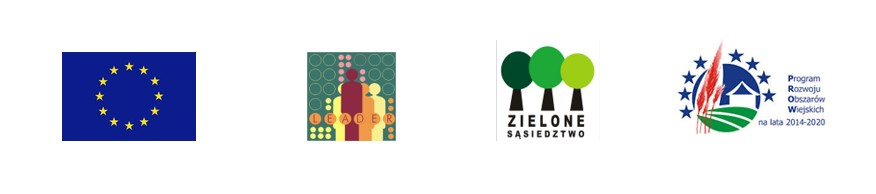 LEADER
ZIELONE
SĄSIEDZTWO
Program
Rozwoju
Obszarów
Wiejskich
na lata 2014-2020